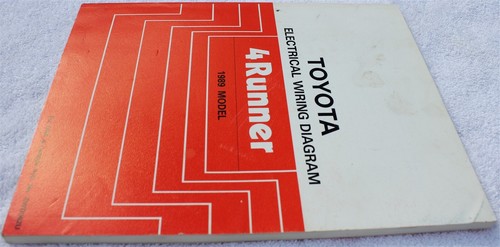 TOYOTA
ELECTRICAL WIRING DIAGRAM
4Runner
1989 MODEL